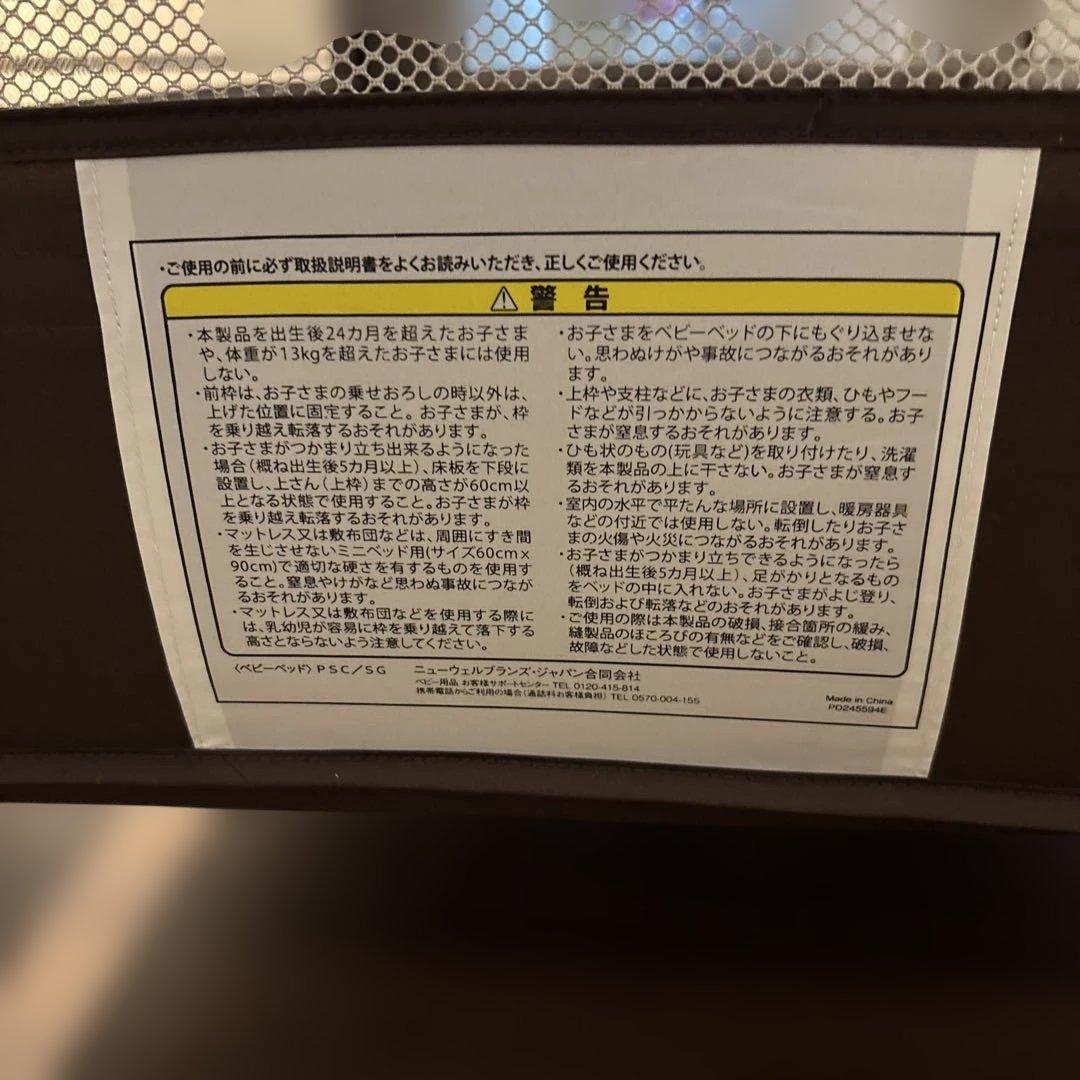 ・ご使用の前に必ず取扱説明書をよくお読みいただき、正しくご使用ください。
⚠ 警 告
・本製品を出生後24カ月を超えたお子さま
や、体重が13kgを超えたお子さまには使用
しない。
・前枠は、お子さまの乗せおろしの時以外は、
上げた位置に固定すること。お子さまが、枠
を乗り越え転落するおそれがあります。
・お子さまがつかまり立ち出来るようになった
場合(概ね出生後5カ月以上)、床板を下段に
設置し、上さん(上枠)までの高さが60cm以
上となる状態で使用すること。お子さまが枠
を乗り越え転落するおそれがあります。
・マットレス又は敷布団などは、周囲にすき間
を生じさせないミニベッド用(サイズ60cm×
90cm)で適切な硬さを有するものを使用す
ること。窒息やけがなど思わぬ事故につなが
るおそれがあります。
・マットレス又は敷布団などを使用する際に
は、乳幼児が容易に枠を乗り越えて落下する
高さとならないよう注意してください。
・お子さまをベビーベッドの下にもぐり込ませな
い。思わぬけがや事故につながるおそれがあり
ます。
・上枠や支柱などに、お子さまの衣類、ひもやフー
ドなどが引っかからないように注意する。お子
さまが窒息するおそれがあります。
・ひも状のもの(玩具など)を取り付けたり、洗濯
類を本製品の上に干さない。お子さまが窒息す
るおそれがあります。
・室内の水平で平たんな場所に設置し、暖房器具
などの付近では使用しない。転倒したりお子さ
まの火傷や火災につながるおそれがあります。
・お子さまがつかまり立ちできるようになったら
(概ね出生後5カ月以上)、足がかりとなるもの
をベッドの中に入れない。お子さまがよじ登り、
転倒および転落などのおそれがあります。
・ご使用の際は本製品の破損、接合箇所の緩み、
縫製品のほころびの有無などをご確認し、破損、
故障などした状態で使用しないこと。
〈ベビーベッド〉PSC/SG
ニューウェルブランズ・ジャパン合同会社
ベビー用品 お客様サポートセンター TEL 0120-415-814
携帯電話からご利用の場合(通話料お客様負担) TEL 0570-004-155
Made in China
PD245594E